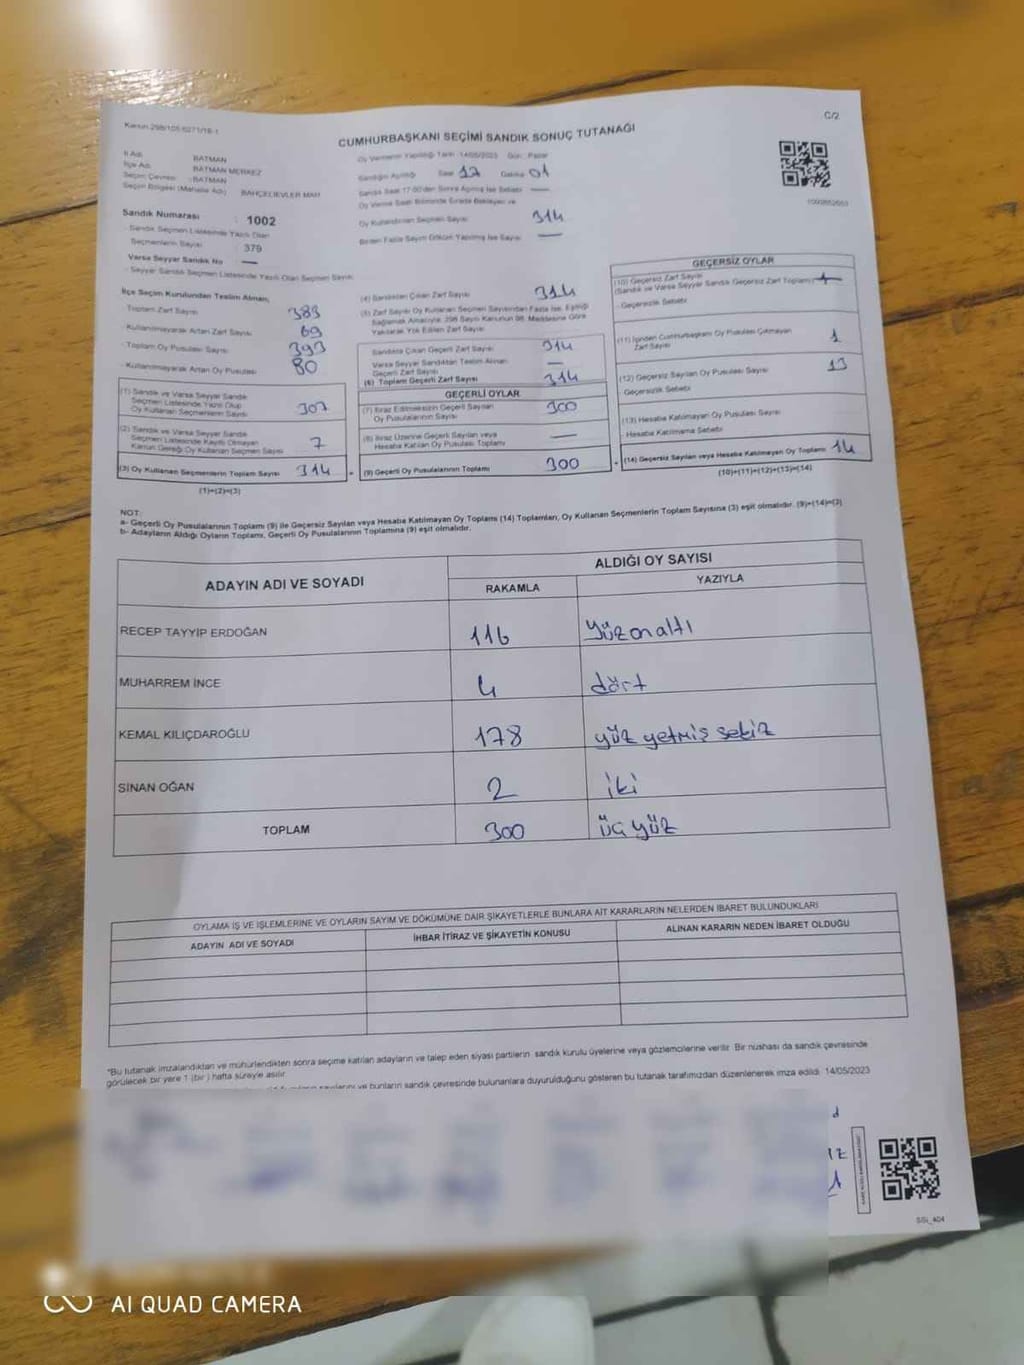 Kanun 298/105-6271/18-1
C/2
CUMHURBAŞKANI SEÇİMİ SANDIK SONUÇ TUTANAĞI
İl Adı: BATMAN
İlçe Adı: BATMAN MERKEZ
Seçim Çevresi: BATMAN
Seçim Bölgesi (Mahalle Adı): BAHÇELİEVLER MAH
Sandık Numarası : 1002
- Sandık Seçmen Listesinde Yazılı Olan
Seçmenlerin Sayısı : 379
Varsa Seyyar Sandık No —
- Seyyar Sandık Seçmen Listesinde Yazılı Olan Seçmen Sayısı:
Oy Vermenin Yapıldığı Tarih :14/05/2023 Gün : Pazar
Sandığın Açıldığı Saat 17 Dakika 01
Sandık Saat 17:00'den Sonra Açılmış İse Sebebi —
Oy Verme Saati Bitiminde Sırada Bekleyen ve
Oy Kullandırılan Seçmen Sayısı 314
Birden Fazla Sayım Döküm Yapılmış İse Sayısı —
İlçe Seçim Kurulundan Teslim Alınan;
- Toplam Zarf Sayısı 383
- Kullanılmayarak Artan Zarf Sayısı 69
- Toplam Oy Pusulası Sayısı 393
- Kullanılmayarak Artan Oy Pusulası 80
(1) Sandık ve Varsa Seyyar Sandık
Seçmen Listesinde Yazılı Olup
Oy Kullanan Seçmenlerin Sayısı 307
(2) Sandık ve Varsa Seyyar Sandık
Seçmen Listesinde Kayıtlı Olmayan
Kanun Gereği Oy Kullanan Seçmen Sayısı 7
(3) Oy Kullanan Seçmenlerin Toplam Sayısı 314 =
(1)+(2)=(3)
(4) Sandıktan Çıkan Zarf Sayısı 314
(5) Zarf Sayısı Oy Kullanan Seçmen Sayısından Fazla İse, Eşitliği
Sağlamak Amacıyla, 298 Sayılı Kanunun 98. Maddesine Göre
Yakılarak Yok Edilen Zarf Sayısı
Sandıkta Çıkan Geçerli Zarf Sayısı 314
Varsa Seyyar Sandıktan Teslim Alınan
Geçerli Zarf Sayısı —
(6) Toplam Geçerli Zarf Sayısı 314
GEÇERLİ OYLAR
(7) İtiraz Edilmeksizin Geçerli Sayılan
Oy Pusulalarının Sayısı 300
(8) İtiraz Üzerine Geçerli Sayılan veya
Hesaba Katılan Oy Pusulası Toplamı —
(9) Geçerli Oy Pusulalarının Toplamı 300 +
GEÇERSİZ OYLAR
(10) Geçersiz Zarf Sayısı
(Sandık ve Varsa Seyyar Sandık Geçersiz Zarf Toplamı)
- Geçersizlik Sebebi:
(11) İçinden Cumhurbaşkanı Oy Pusulası Çıkmayan
Zarf Sayısı 1
(12) Geçersiz Sayılan Oy Pusulası Sayısı 13
Geçersizlik Sebebi:
(13) Hesaba Katılmayan Oy Pusulası Sayısı
- Hesaba Katılmama Sebebi:
(14) Geçersiz Sayılan veya Hesaba Katılmayan Oy Toplamı 14
(10)+(11)+(12)+(13)=(14)
NOT:
a- Geçerli Oy Pusulalarının Toplamı (9) ile Geçersiz Sayılan veya Hesaba Katılmayan Oy Toplamı (14) Toplamları, Oy Kullanan Seçmenlerin Toplam Sayısına (3) eşit olmalıdır. (9)+(14)=(3)
b- Adayların Aldığı Oyların Toplamı, Geçerli Oy Pusulalarının Toplamına (9) eşit olmalıdır.
ADAYIN ADI VE SOYADI
ALDIĞI OY SAYISI
RAKAMLA YAZIYLA
RECEP TAYYİP ERDOĞAN 116 yüzonaltı
MUHARREM İNCE 4 dört
KEMAL KILIÇDAROĞLU 178 yüz yetmiş sekiz
SİNAN OĞAN 2 iki
TOPLAM 300 üç yüz
OYLAMA İŞ VE İŞLEMLERİNE VE OYLARIN SAYIM VE DÖKÜMÜNE DAİR ŞİKAYETLERLE BUNLARA AİT KARARLARIN NELERDEN İBARET BULUNDUKLARI
ADAYIN ADI VE SOYADI İHBAR İTİRAZ VE ŞİKAYETİN KONUSU ALINAN KARARIN NEDEN İBARET OLDUĞU
*Bu tutanak imzalandıktan ve mühürlendikten sonra seçime katılan adayların ve talep eden siyasi partilerin sandık kurulu üyelerine veya gözlemcilerine verilir. Bir nüshası da sandık çevresinde
görülecek bir yere 1 (bir) hafta süreyle asılır.
ve bunların sandık çevresinde bulunanlara duyurulduğunu gösteren bu tutanak tarafımızdan düzenlenerek imza edildi. 14/05/2023
SSi_404
AI QUAD CAMERA